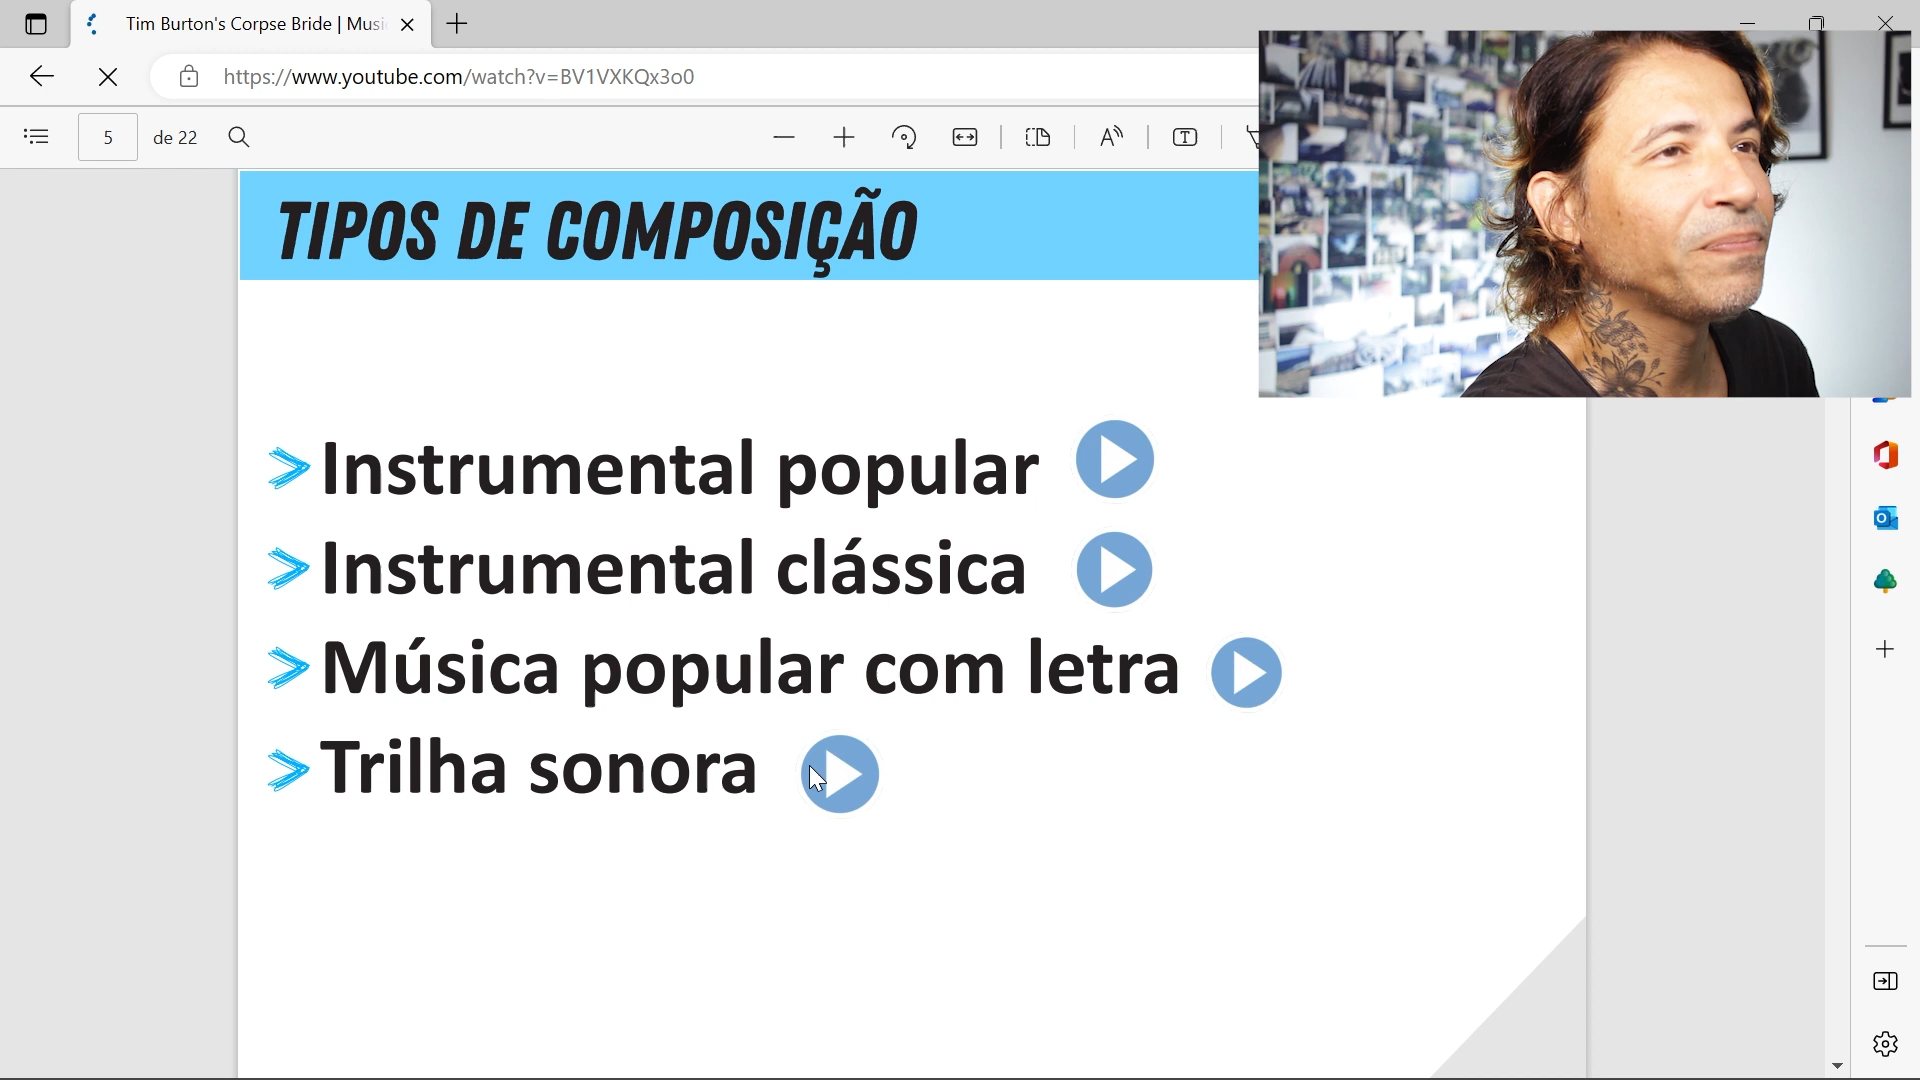 Tim Burton's Corpse Bride | Musi
https://www.youtube.com/watch?v=BV1VXKQx3o0
5 de 22
TIPOS DE COMPOSIÇÃO
> Instrumental popular
> Instrumental clássica
> Música popular com letra
> Trilha sonora